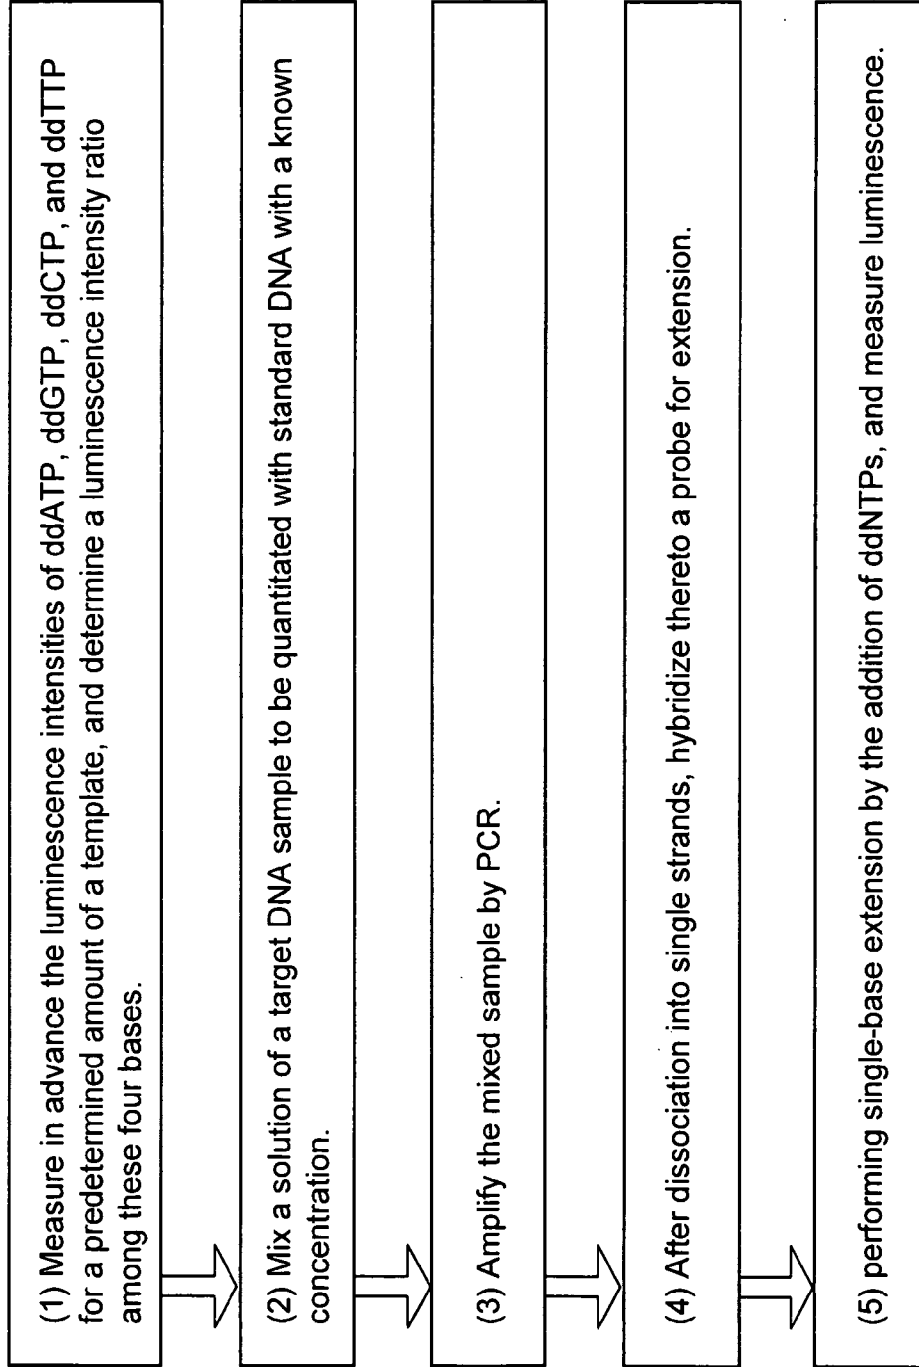 (1) Measure in advance the luminescence intensities of ddATP, ddGTP, ddCTP, and ddTTP
for a predetermined amount of a template, and determine a luminescence intensity ratio
among these four bases.
(2) Mix a solution of a target DNA sample to be quantitated with standard DNA with a known
concentration.
(3) Amplify the mixed sample by PCR.
(4) After dissociation into single strands, hybridize thereto a probe for extension.
(5) performing single-base extension by the addition of ddNTPs, and measure luminescence.